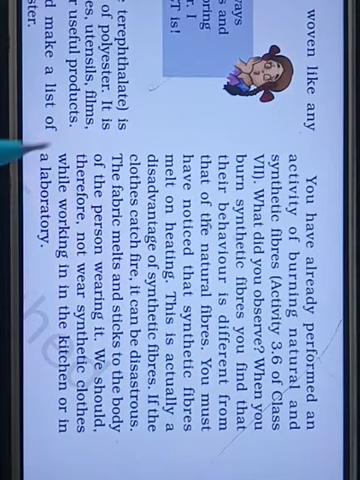 woven like any
ways
s and
oring
r. I
CT is!
terephthalate) is
of polyester. It is
es, utensils, films,
r useful products.
d make a list of
ster.
You have already performed an
activity of burning natural and
synthetic fibres (Activity 3.6 of Class
VII). What did you observe? When you
burn synthetic fibres you find that
their behaviour is different from
that of the natural fibres. You must
have noticed that synthetic fibres
melt on heating. This is actually a
disadvantage of synthetic fibres. If the
clothes catch fire, it can be disastrous.
The fabric melts and sticks to the body
of the person wearing it. We should,
therefore, not wear synthetic clothes
while working in in the kitchen or in
a laboratory.